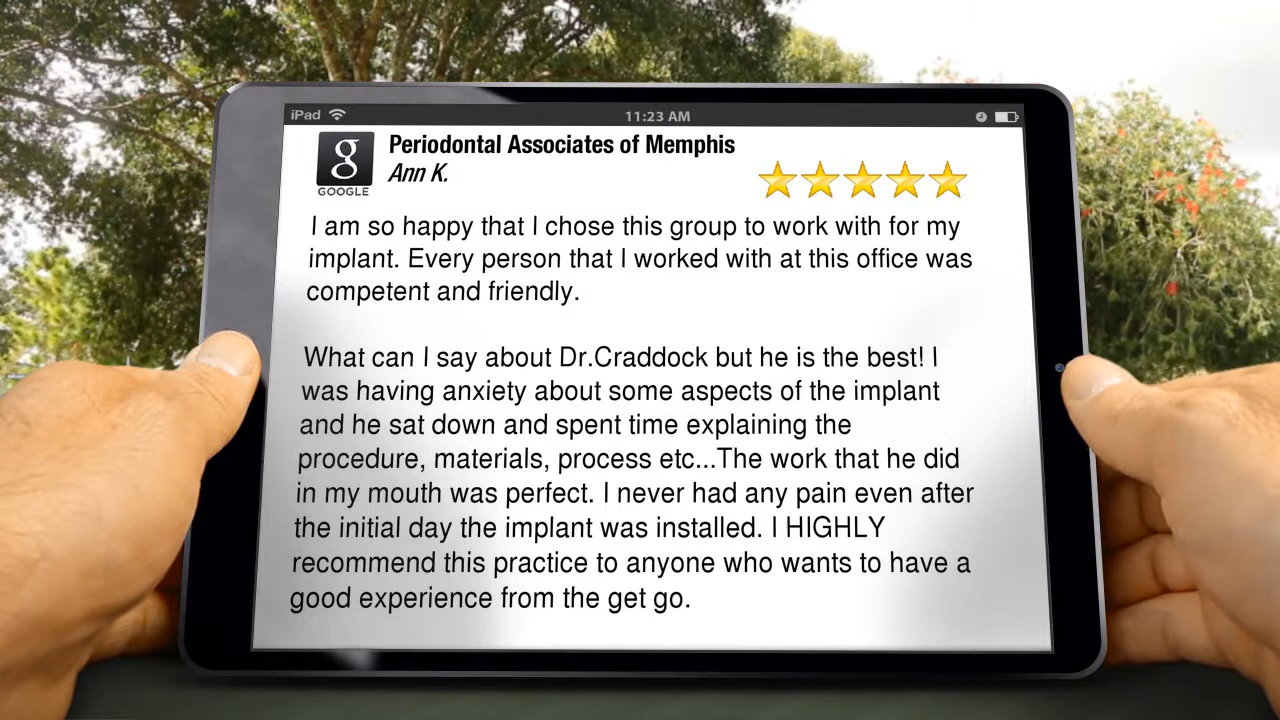 iPad 11:23 AM
g
GOOGLE
Periodontal Associates of Memphis
Ann K.
I am so happy that I chose this group to work with for my
implant. Every person that I worked with at this office was
competent and friendly.
What can I say about Dr.Craddock but he is the best! I
was having anxiety about some aspects of the implant
and he sat down and spent time explaining the
procedure, materials, process etc...The work that he did
in my mouth was perfect. I never had any pain even after
the initial day the implant was installed. I HIGHLY
recommend this practice to anyone who wants to have a
good experience from the get go.